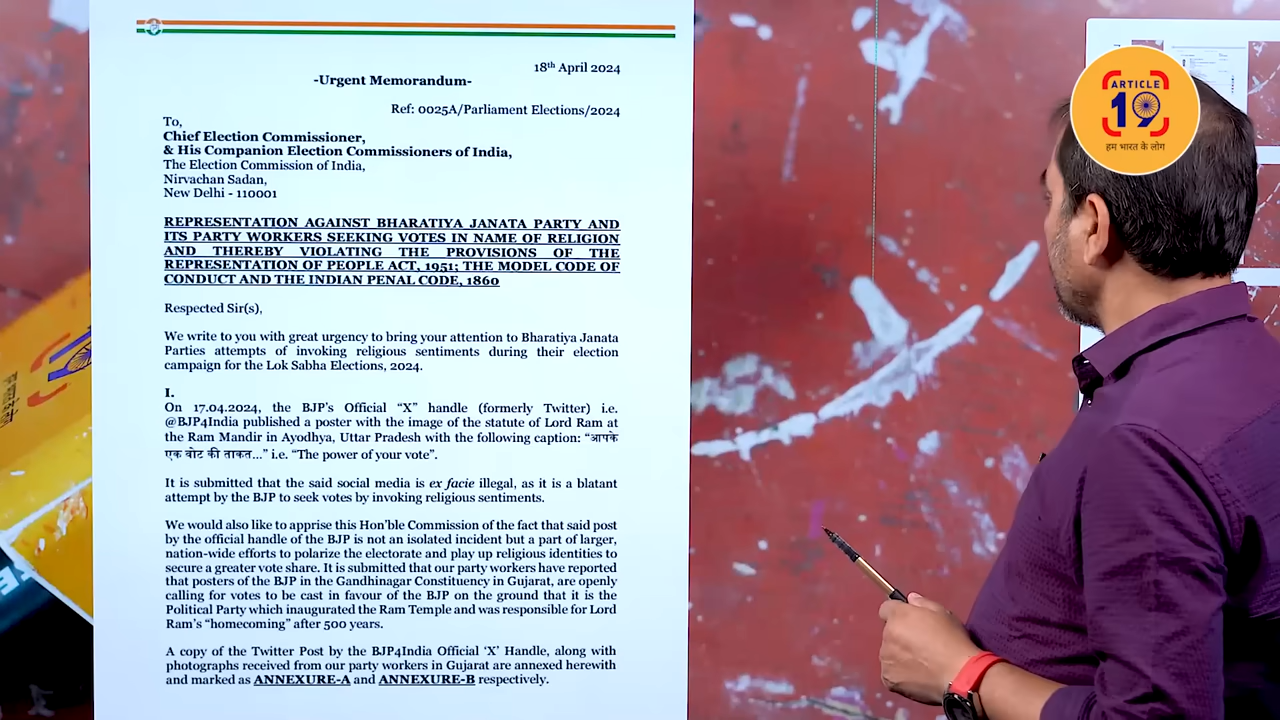 18th April 2024
-Urgent Memorandum-
Ref: 0025A/Parliament Elections/2024
To,
Chief Election Commissioner,
& His Companion Election Commissioners of India,
The Election Commission of India,
Nirvachan Sadan,
New Delhi - 110001
REPRESENTATION AGAINST BHARATIYA JANATA PARTY AND
ITS PARTY WORKERS SEEKING VOTES IN NAME OF RELIGION
AND THEREBY VIOLATING THE PROVISIONS OF THE
REPRESENTATION OF PEOPLE ACT, 1951; THE MODEL CODE OF
CONDUCT AND THE INDIAN PENAL CODE, 1860
Respected Sir(s),
We write to you with great urgency to bring your attention to Bharatiya Janata
Parties attempts of invoking religious sentiments during their election
campaign for the Lok Sabha Elections, 2024.
I.
On 17.04.2024, the BJP's Official "X" handle (formerly Twitter) i.e.
@BJP4India published a poster with the image of the statute of Lord Ram at
the Ram Mandir in Ayodhya, Uttar Pradesh with the following caption: "आपके
एक वोट की ताकत..." i.e. "The power of your vote".
It is submitted that the said social media is ex facie illegal, as it is a blatant
attempt by the BJP to seek votes by invoking religious sentiments.
We would also like to apprise this Hon'ble Commission of the fact that said post
by the official handle of the BJP is not an isolated incident but a part of larger,
nation-wide efforts to polarize the electorate and play up religious identities to
secure a greater vote share. It is submitted that our party workers have reported
that posters of the BJP in the Gandhinagar Constituency in Gujarat, are openly
calling for votes to be cast in favour of the BJP on the ground that it is the
Political Party which inaugurated the Ram Temple and was responsible for Lord
Ram's "homecoming" after 500 years.
A copy of the Twitter Post by the BJP4India Official 'X' Handle, along with
photographs received from our party workers in Gujarat are annexed herewith
and marked as ANNEXURE-A and ANNEXURE-B respectively.
ARTICLE
19
हम भारत के लोग